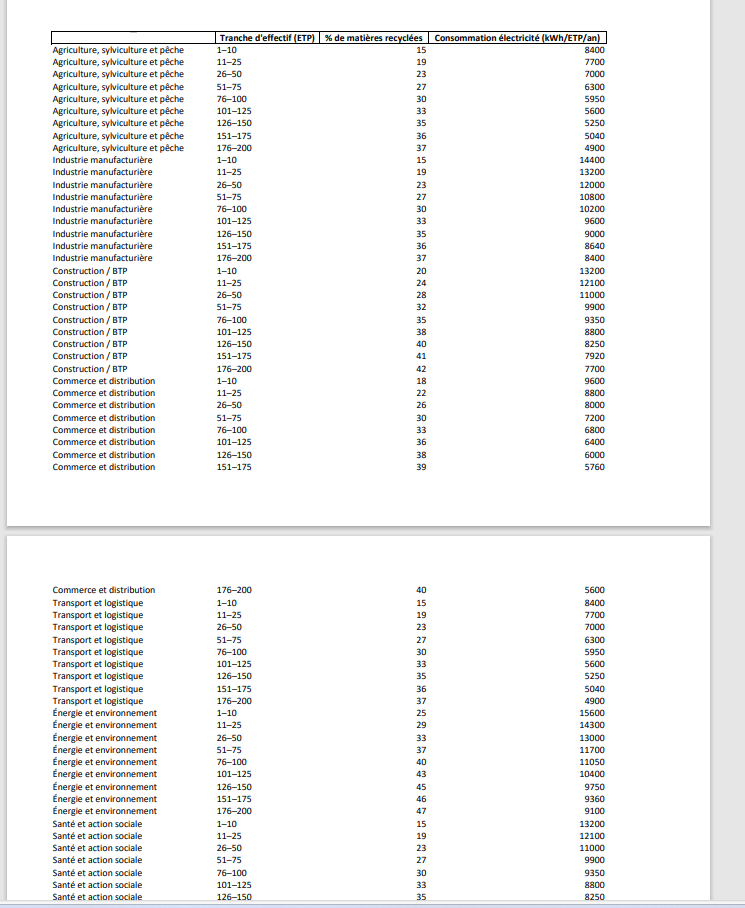 Tranche d'effectif (ETP) % de matières recyclées Consommation électricité (kWh/ETP/an)
Agriculture, sylviculture et pêche 1–10 15 8400
Agriculture, sylviculture et pêche 11–25 19 7700
Agriculture, sylviculture et pêche 26–50 23 7000
Agriculture, sylviculture et pêche 51–75 27 6300
Agriculture, sylviculture et pêche 76–100 30 5950
Agriculture, sylviculture et pêche 101–125 33 5600
Agriculture, sylviculture et pêche 126–150 35 5250
Agriculture, sylviculture et pêche 151–175 36 5040
Agriculture, sylviculture et pêche 176–200 37 4900
Industrie manufacturière 1–10 15 14400
Industrie manufacturière 11–25 19 13200
Industrie manufacturière 26–50 23 12000
Industrie manufacturière 51–75 27 10800
Industrie manufacturière 76–100 30 10200
Industrie manufacturière 101–125 33 9600
Industrie manufacturière 126–150 35 9000
Industrie manufacturière 151–175 36 8640
Industrie manufacturière 176–200 37 8400
Construction / BTP 1–10 20 13200
Construction / BTP 11–25 24 12100
Construction / BTP 26–50 28 11000
Construction / BTP 51–75 32 9900
Construction / BTP 76–100 35 9350
Construction / BTP 101–125 38 8800
Construction / BTP 126–150 40 8250
Construction / BTP 151–175 41 7920
Construction / BTP 176–200 42 7700
Commerce et distribution 1–10 18 9600
Commerce et distribution 11–25 22 8800
Commerce et distribution 26–50 26 8000
Commerce et distribution 51–75 30 7200
Commerce et distribution 76–100 33 6800
Commerce et distribution 101–125 36 6400
Commerce et distribution 126–150 38 6000
Commerce et distribution 151–175 39 5760
Commerce et distribution 176–200 40 5600
Transport et logistique 1–10 15 8400
Transport et logistique 11–25 19 7700
Transport et logistique 26–50 23 7000
Transport et logistique 51–75 27 6300
Transport et logistique 76–100 30 5950
Transport et logistique 101–125 33 5600
Transport et logistique 126–150 35 5250
Transport et logistique 151–175 36 5040
Transport et logistique 176–200 37 4900
Énergie et environnement 1–10 25 15600
Énergie et environnement 11–25 29 14300
Énergie et environnement 26–50 33 13000
Énergie et environnement 51–75 37 11700
Énergie et environnement 76–100 40 11050
Énergie et environnement 101–125 43 10400
Énergie et environnement 126–150 45 9750
Énergie et environnement 151–175 46 9360
Énergie et environnement 176–200 47 9100
Santé et action sociale 1–10 15 13200
Santé et action sociale 11–25 19 12100
Santé et action sociale 26–50 23 11000
Santé et action sociale 51–75 27 9900
Santé et action sociale 76–100 30 9350
Santé et action sociale 101–125 33 8800
Santé et action sociale 126–150 35 8250